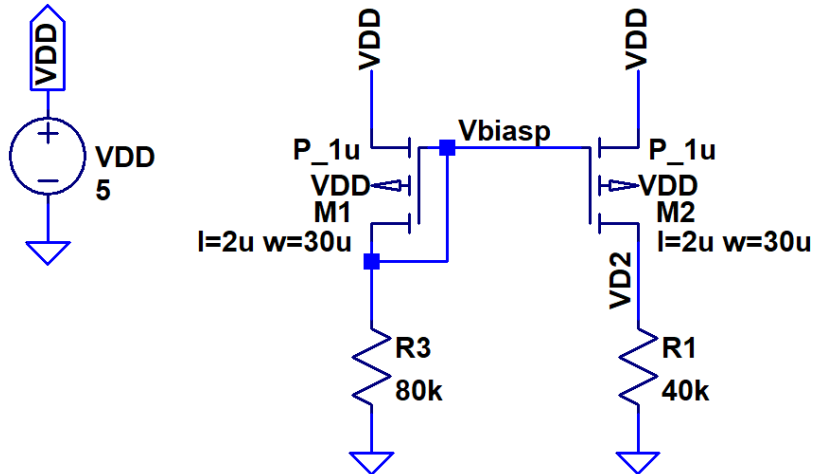 VDD
VDD
5
VDD
P_1u
VDD
M1
l=2u w=30u
R3
80k
Vbiasp
VDD
P_1u
VDD
M2
l=2u w=30u
VD2
R1
40k